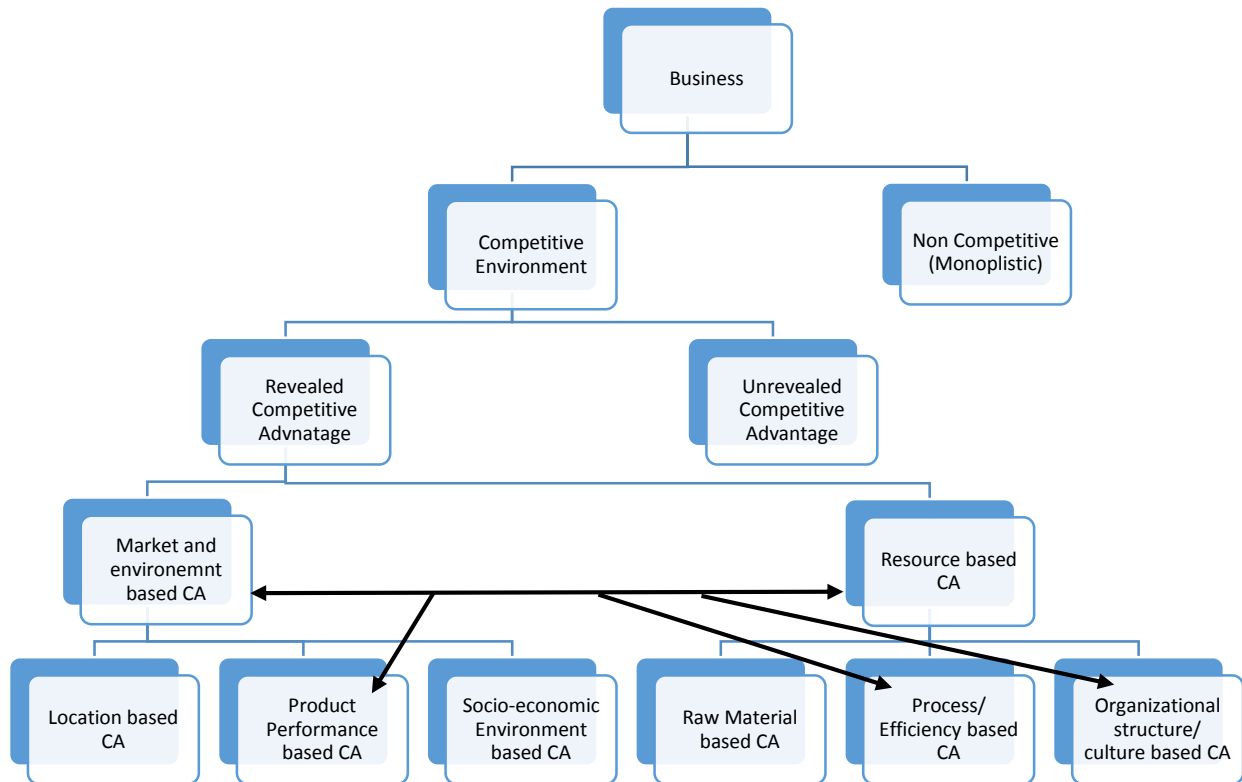 Business
Competitive
Environment
Non Competitive
(Monoplistic)
Revealed
Competitive
Advnatage
Unrevealed
Competitive
Advantage
Market and
environemnt
based CA
Resource based
CA
Location based
CA
Product
Performance
based CA
Socio-economic
Environment
based CA
Raw Material
based CA
Process/
Efficiency based
CA
Organizational
structure/
culture based CA